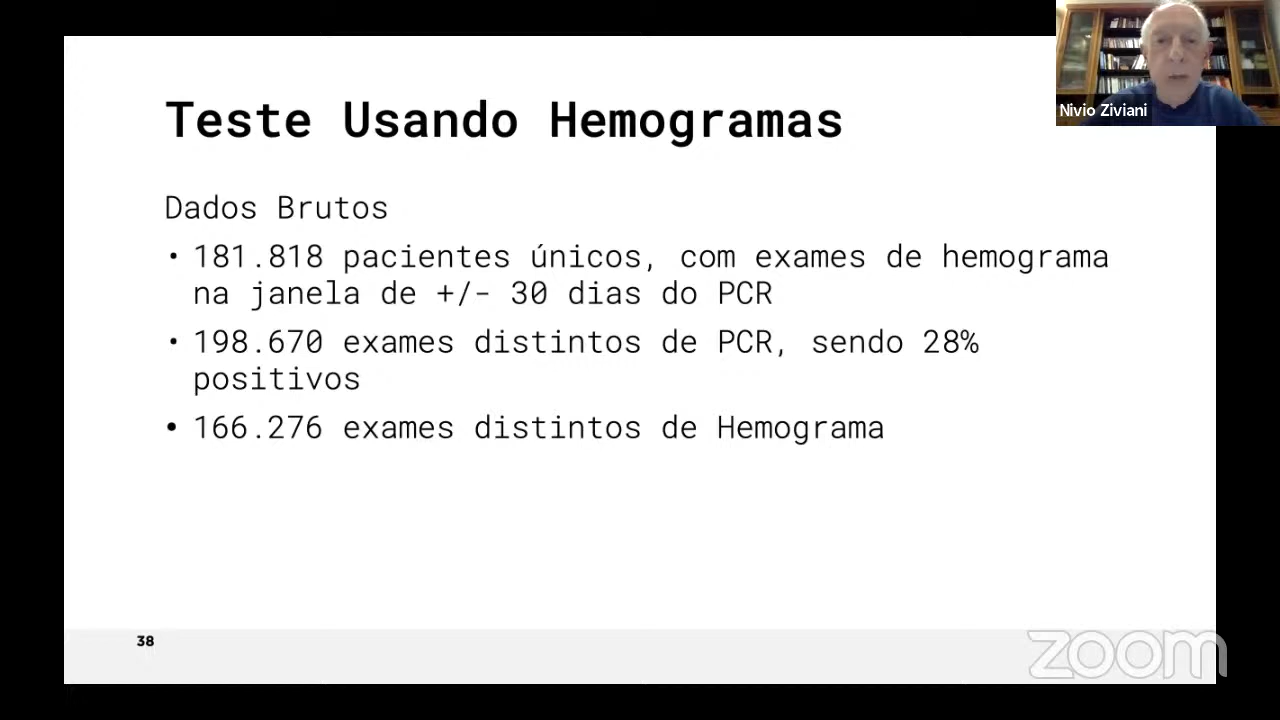 Teste Usando Hemogramas
Nivio Ziviani
Dados Brutos
• 181.818 pacientes únicos, com exames de hemograma
na janela de +/- 30 dias do PCR
• 198.670 exames distintos de PCR, sendo 28%
positivos
• 166.276 exames distintos de Hemograma
38
zoom